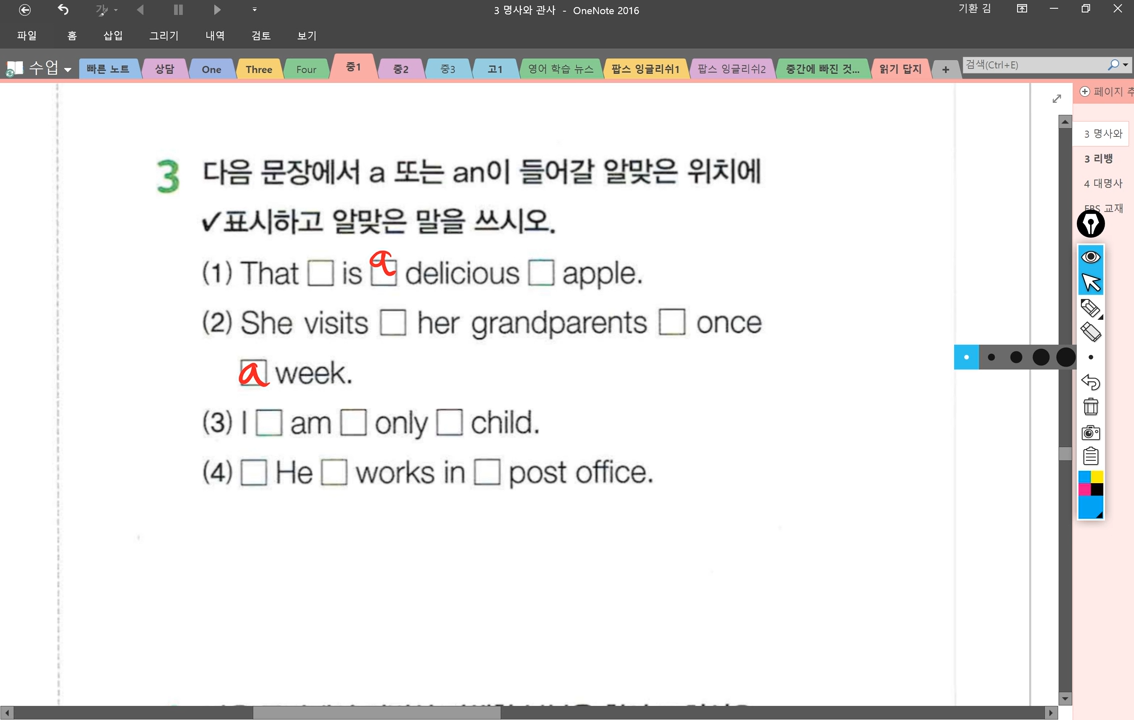 3 명사와 관사 - OneNote 2016
기환 김
파일 홈 삽입 그리기 내역 검토 보기
수업 빠른 노트 상담 One Three Four 중1 중2 중3 고1 영어 학습 뉴스 팝스 잉글리쉬1 팝스 잉글리쉬2 중간에 빠진 것... 읽기 답지 + 검색(Ctrl+E)
페이지 추
3 명사와
3 리뱅
4 대명사
EBS 교재
3 다음 문장에서 a 또는 an이 들어갈 알맞은 위치에
✓표시하고 알맞은 말을 쓰시오.
(1) That □ is a delicious □ apple.
(2) She visits □ her grandparents □ once
a week.
(3) I □ am □ only □ child.
(4) □ He □ works in □ post office.